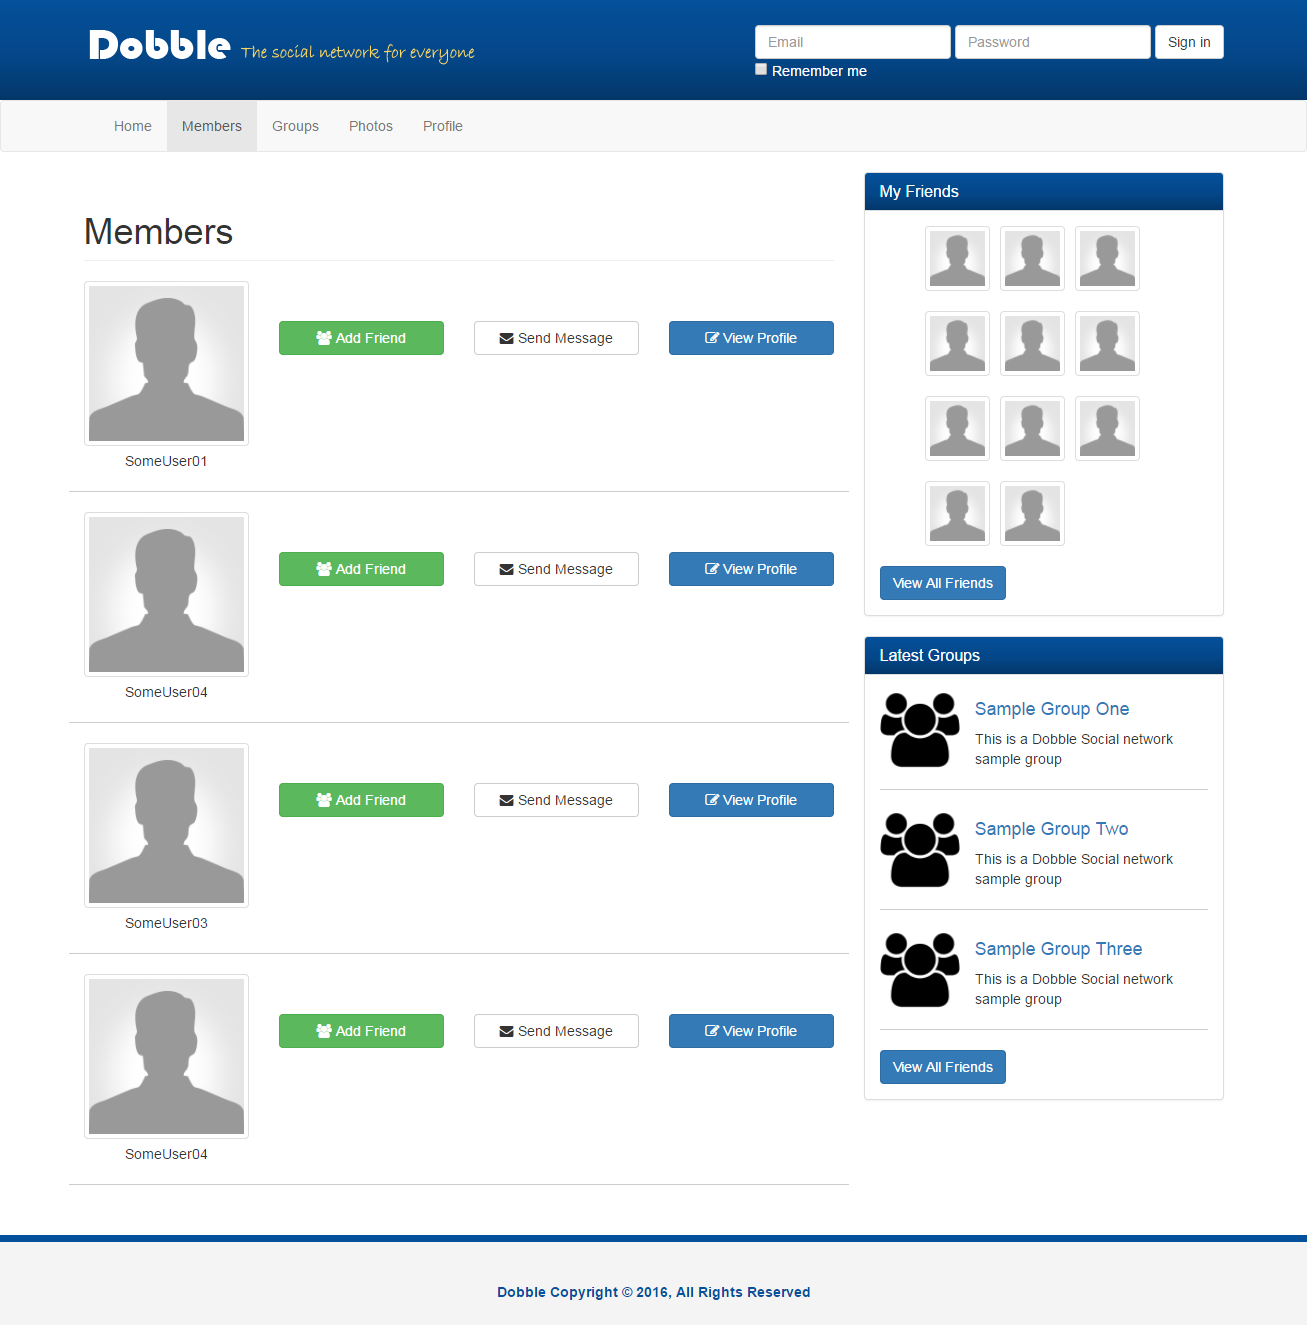 Dobble The social network for everyone
Email Password Sign in
Remember me
Home Members Groups Photos Profile
Members
Add Friend Send Message View Profile
SomeUser01
Add Friend Send Message View Profile
SomeUser04
Add Friend Send Message View Profile
SomeUser03
Add Friend Send Message View Profile
SomeUser04
My Friends
View All Friends
Latest Groups
Sample Group One
This is a Dobble Social network
sample group
Sample Group Two
This is a Dobble Social network
sample group
Sample Group Three
This is a Dobble Social network
sample group
View All Friends
Dobble Copyright © 2016, All Rights Reserved